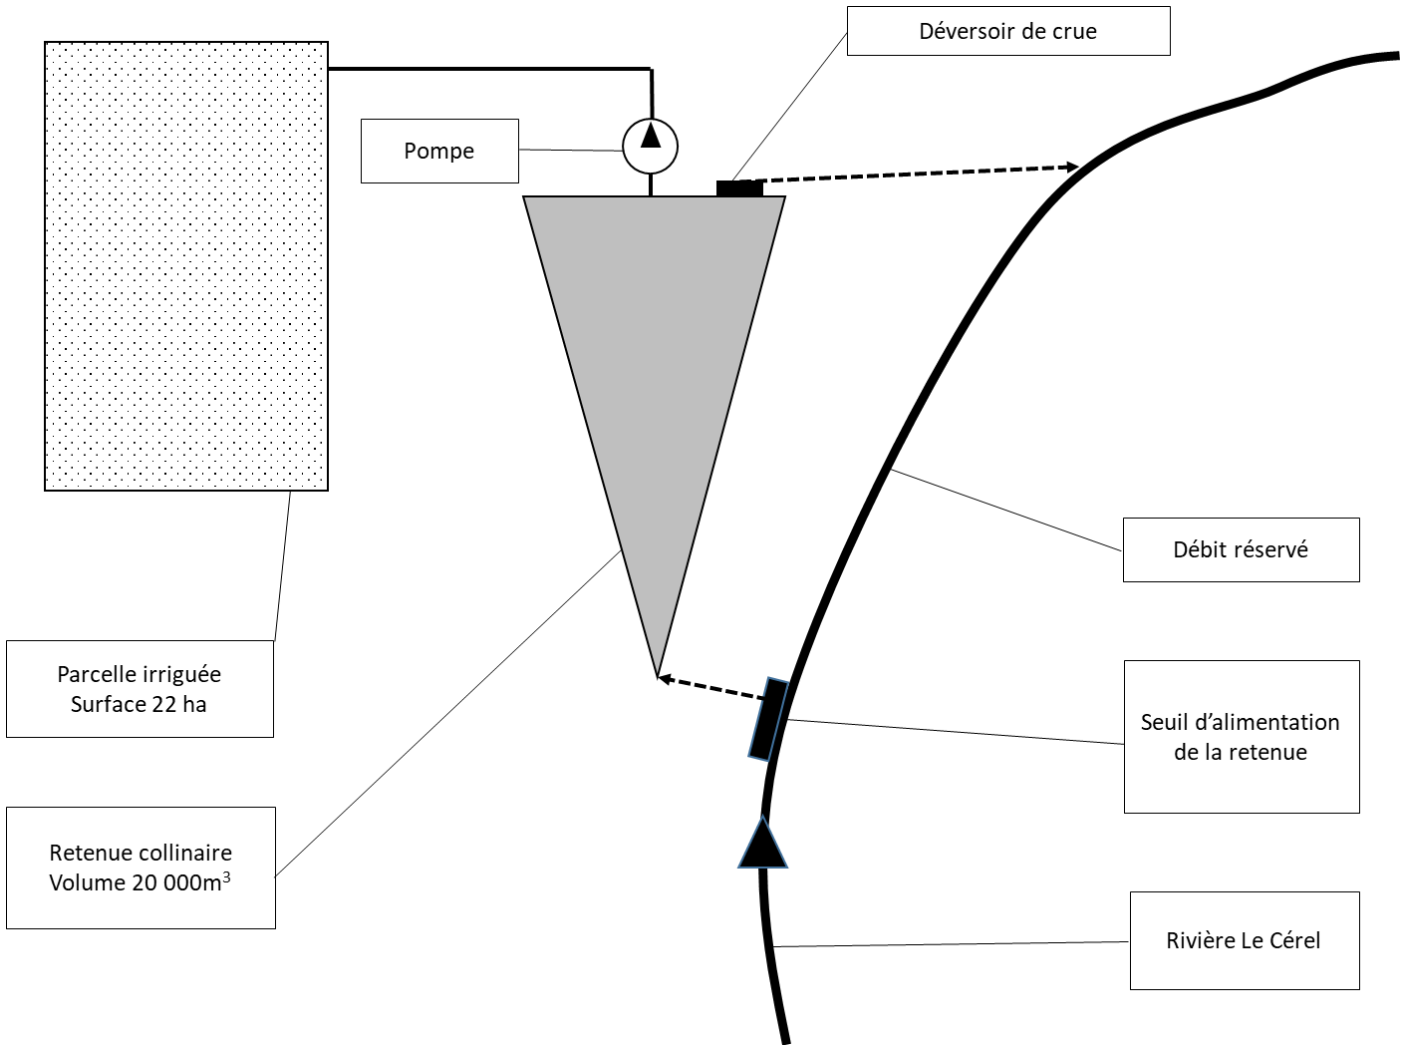 Déversoir de crue
Pompe
Débit réservé
Parcelle irriguée
Surface 22 ha
Seuil d’alimentation
de la retenue
Retenue collinaire
Volume 20 000m³
Rivière Le Cérel